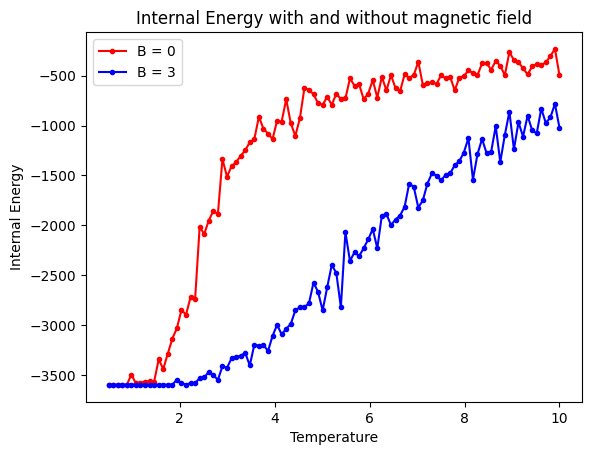 Internal Energy with and without magnetic field
B = 0
B = 3
Internal Energy
−500
−1000
−1500
−2000
−2500
−3000
−3500
2 4 6 8 10
Temperature